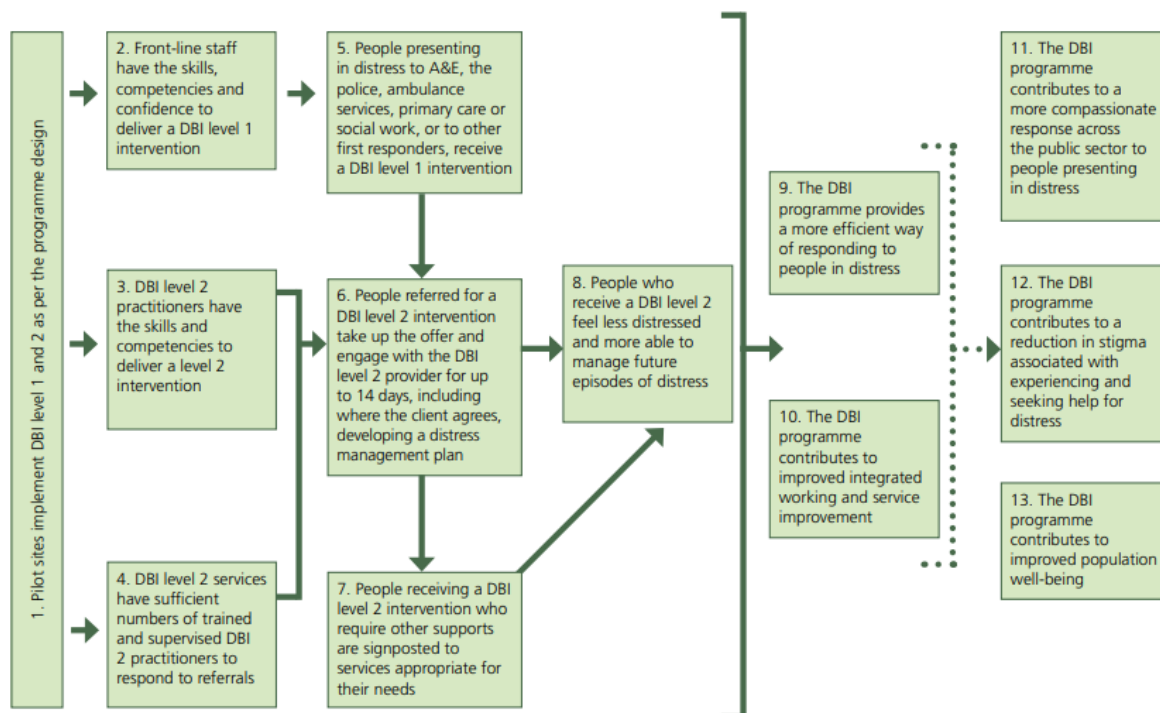 1. Pilot sites implement DBI level 1 and 2 as per the programme design
2. Front-line staff
have the skills,
competencies and
confidence to
deliver a DBI level 1
intervention
3. DBI level 2
practitioners have
the skills and
competencies to
deliver a level 2
intervention
4. DBI level 2 services
have sufficient
numbers of trained
and supervised DBI
2 practitioners to
respond to referrals
5. People presenting
in distress to A&E, the
police, ambulance
services, primary care or
social work, or to other
first responders, receive
a DBI level 1 intervention
6. People referred for a
DBI level 2 intervention
take up the offer and
engage with the DBI
level 2 provider for up
to 14 days, including
where the client agrees,
developing a distress
management plan
7. People receiving a DBI
level 2 intervention who
require other supports
are signposted to
services appropriate for
their needs
8. People who
receive a DBI level 2
feel less distressed
and more able to
manage future
episodes of distress
9. The DBI
programme provides
a more efficient way
of responding to
people in distress
10. The DBI
programme
contributes to
improved integrated
working and service
improvement
11. The DBI
programme
contributes to a
more compassionate
response across
the public sector to
people presenting
in distress
12. The DBI
programme
contributes to a
reduction in stigma
associated with
experiencing and
seeking help for
distress
13. The DBI
programme
contributes to
improved population
well-being